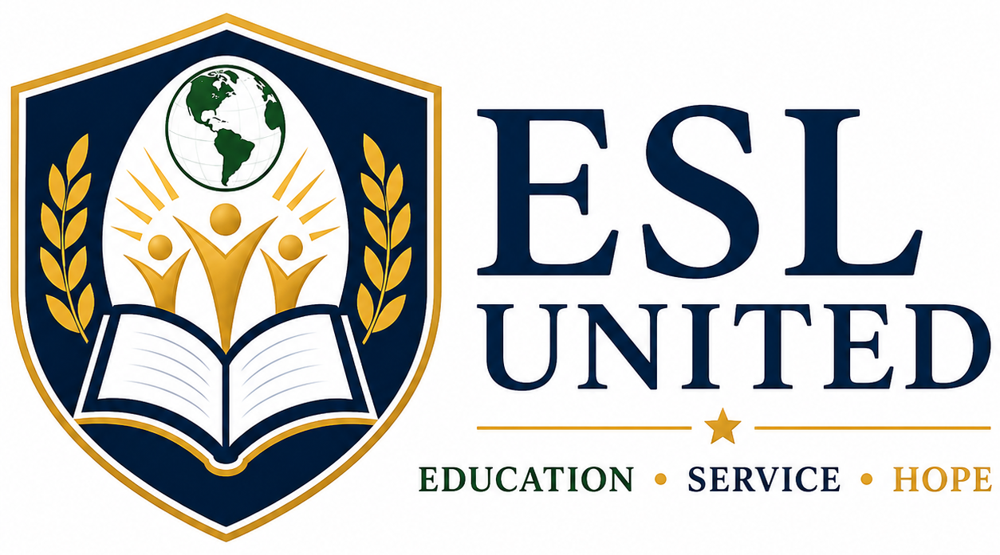 ESL
UNITED
EDUCATION • SERVICE • HOPE